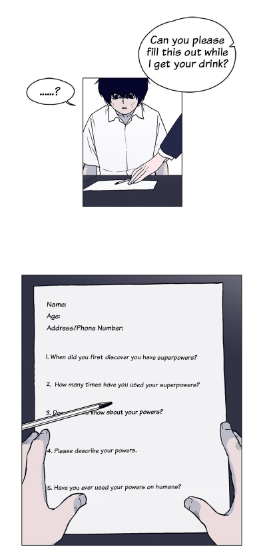 Can you please
fill this out while
I get your drink?
......?
Name:
Age:
Address/Phone Number:
1. When did you first discover you have superpowers?
2. How many times have you used your superpowers?
3. know about your powers?
4. Please describe your powers.
5. Have you ever used your powers on humans?